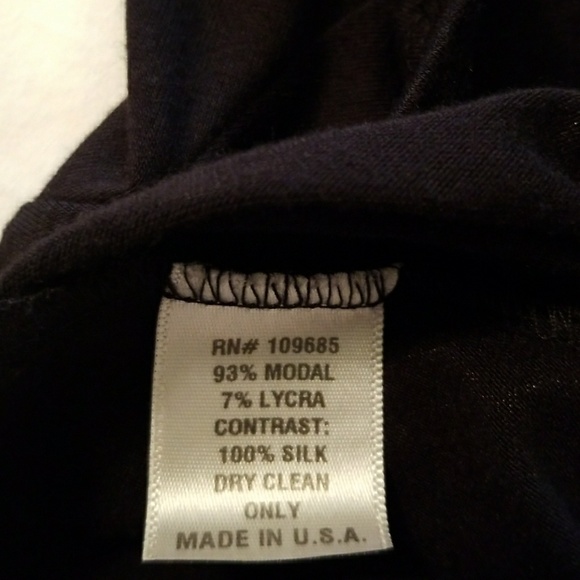 RN# 109685
93% MODAL
7% LYCRA
CONTRAST:
100% SILK
DRY CLEAN
ONLY
MADE IN U.S.A.